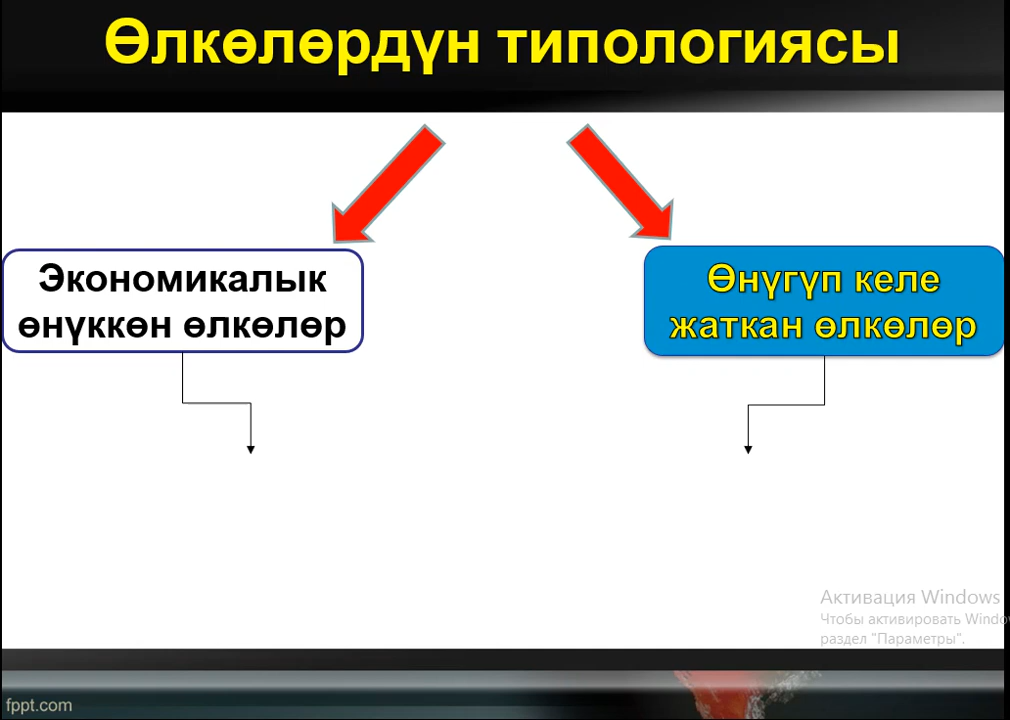 Өлкөлөрдүн типологиясы
Экономикалык
өнүккөн өлкөлөр
Өнүгүп келе
жаткан өлкөлөр
Активация Windows
Чтобы активировать Windo
раздел "Параметры".
fppt.com